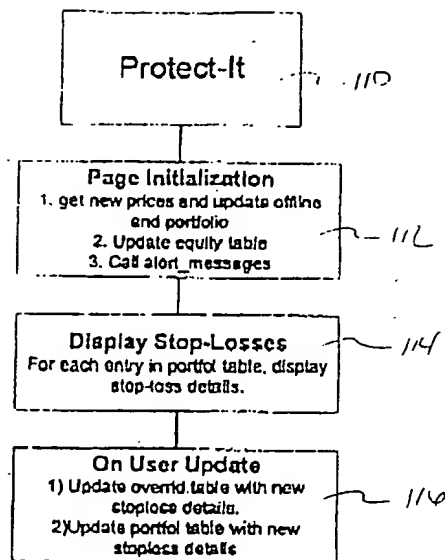 Protect-It
110
Page Initialization
1. get new prices and update offline
and portfolio
2. Update equity table
3. Call alert_messages
112
Display Stop-Losses
For each entry in portfol table, display
stop-loss details.
114
On User Update
1) Update overrid.table with new
stoploss details.
2)Update portfol table with new
stoploss details
116